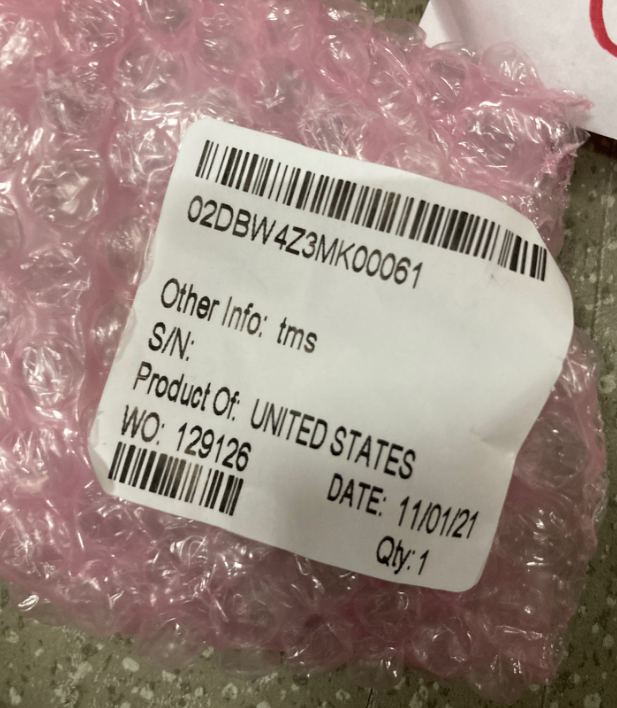 02DBW4Z3MK00061
Other Info: tms
S/N:
Product Of: UNITED STATES
WO: 129126
DATE: 11/01/21
Qty: 1